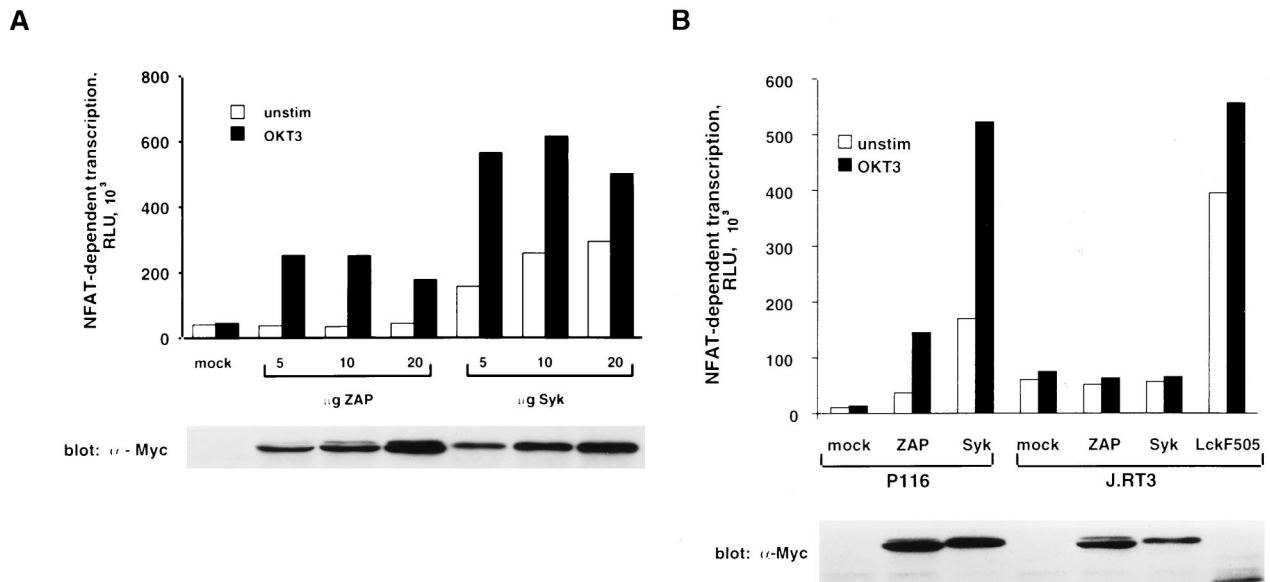 A
NFAT-dependent transcription.
RLU, 10³
800
600
400
200
0
unstim
OKT3
mock
5
10
20
5
10
20
µg ZAP
µg Syk
blot: α - Myc
B
NFAT-dependent transcription,
RLU, 10³
600
500
400
300
200
100
0
unstim
OKT3
mock
ZAP
Syk
mock
ZAP
Syk
LckF505
P116
J.RT3
blot: α-Myc